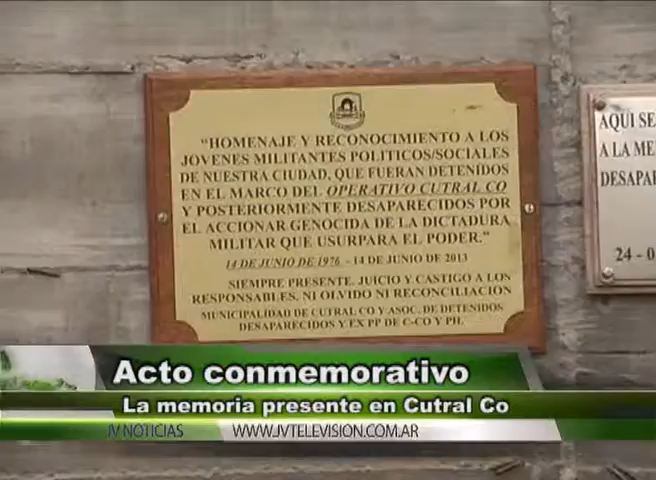 "HOMENAJE Y RECONOCIMIENTO A LOS
JOVENES MILITANTES POLITICOS/SOCIALES
DE NUESTRA CIUDAD, QUE FUERAN DETENIDOS
EN EL MARCO DEL OPERATIVO CUTRAL CO
Y POSTERIORMENTE DESAPARECIDOS POR
EL ACCIONAR GENOCIDA DE LA DICTADURA
MILITAR QUE USURPARA EL PODER."
14 DE JUNIO DE 1976 - 14 DE JUNIO DE 2013
SIEMPRE PRESENTE. JUICIO Y CASTIGO A LOS
RESPONSABLES. NI OLVIDO NI RECONCILIACION
MUNICIPALIDAD DE CUTRAL CO Y ASOC. DE DETENIDOS
DESAPARECIDOS Y EX PP DE C-CO Y PH.
AQUI SE
A LA ME
DESAPAR
24-0
Acto conmemorativo
La memoria presente en Cutral Co
JV NOTICIAS WWW.JVTELEVISION.COM.AR